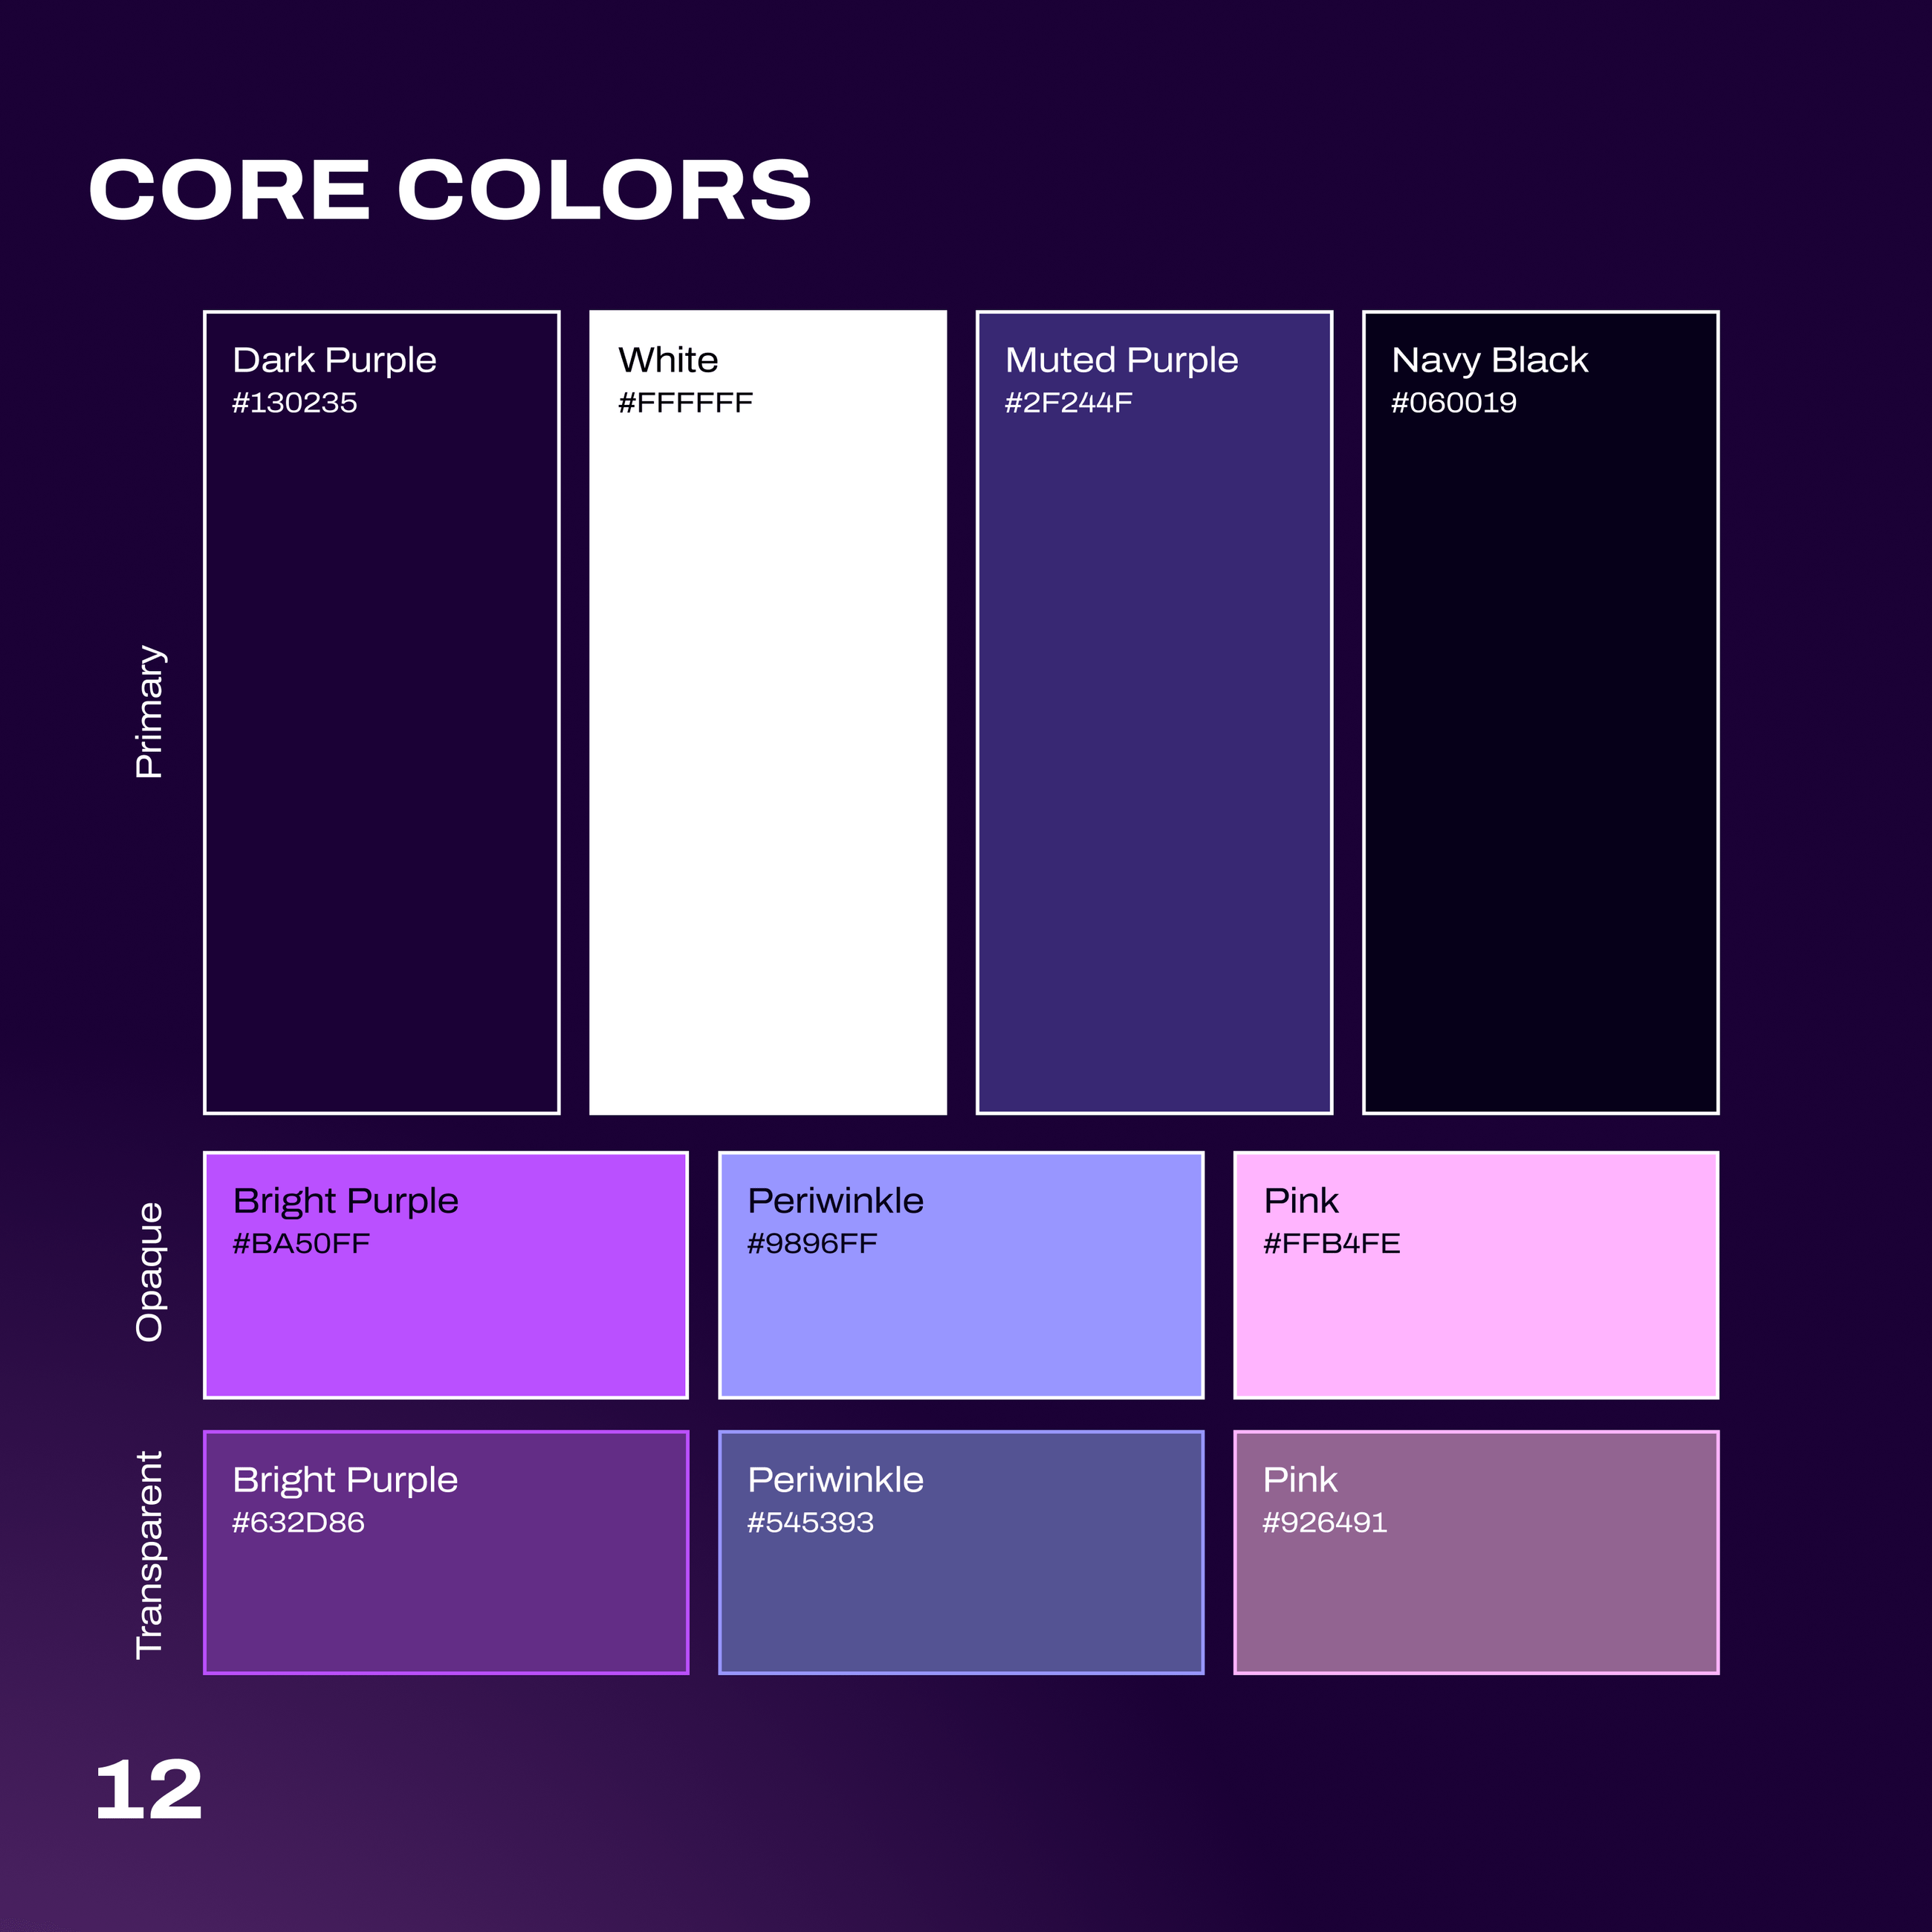 CORE COLORS
Primary
Dark Purple
#130235
White
#FFFFFF
Muted Purple
#2F244F
Navy Black
#060019
Opaque
Bright Purple
#BA50FF
Periwinkle
#9896FF
Pink
#FFB4FE
Transparent
Bright Purple
#632D86
Periwinkle
#545393
Pink
#926491
12